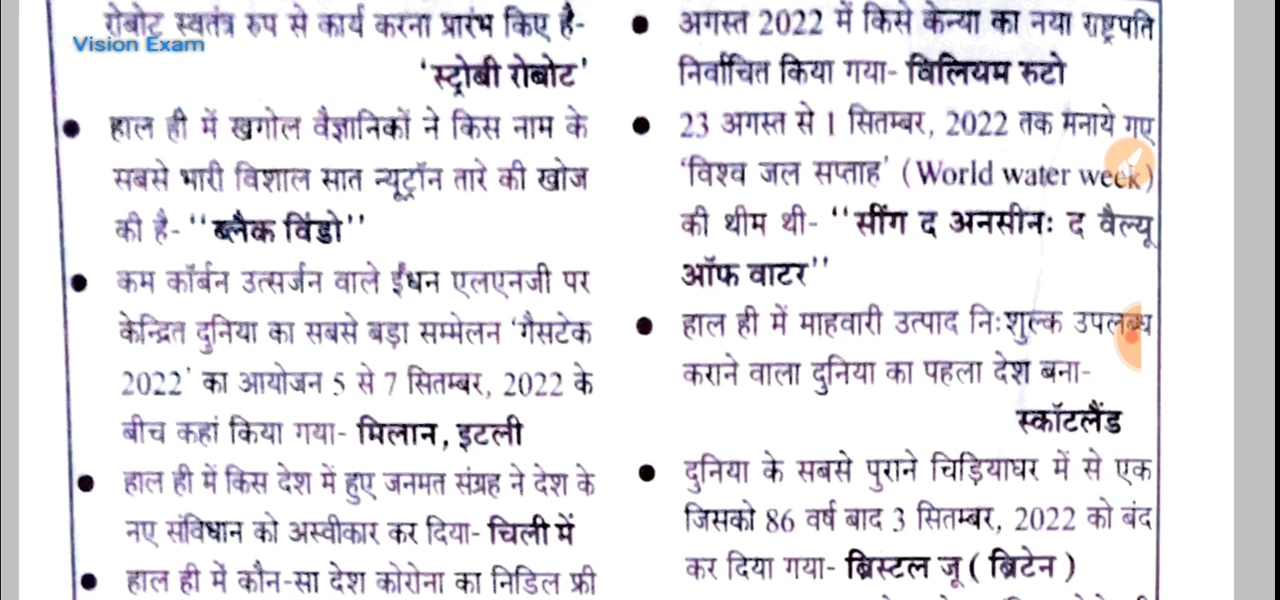 रोबोट स्वतंत्र रुप से कार्य करना प्रारंभ किए है-
Vision Exam
'स्ट्रोबी रोबोट'
हाल ही में खगोल वैज्ञानिकों ने किस नाम के
सबसे भारी विशाल सात न्यूट्रॉन तारे की खोज
की है- ''ब्लैक विंडो''
कम कॉर्बन उत्सर्जन वाले ईंधन एलएनजी पर
केन्द्रित दुनिया का सबसे बड़ा सम्मेलन 'गैसटेक
2022' का आयोजन 5 से 7 सितम्बर, 2022 के
बीच कहां किया गया- मिलान, इटली
हाल ही में किस देश में हुए जनमत संग्रह ने देश के
नए संविधान को अस्वीकार कर दिया- चिली में
हाल ही में कौन-सा देश कोरोना का निडिल फ्री
अगस्त 2022 में किसे केन्या का नया राष्ट्रपति
निर्वाचित किया गया- विलियम रुटो
23 अगस्त से 1 सितम्बर, 2022 तक मनाये गए
'विश्व जल सप्ताह' (World water week)
की थीम थी- ''सींग द अनसीनः द वैल्यू
ऑफ वाटर''
हाल ही में माहवारी उत्पाद निःशुल्क उपलब्ध
कराने वाला दुनिया का पहला देश बना-
स्कॉटलैंड
दुनिया के सबसे पुराने चिड़ियाघर में से एक
जिसको 86 वर्ष बाद 3 सितम्बर, 2022 को बंद
कर दिया गया- ब्रिस्टल जू ( ब्रिटेन )